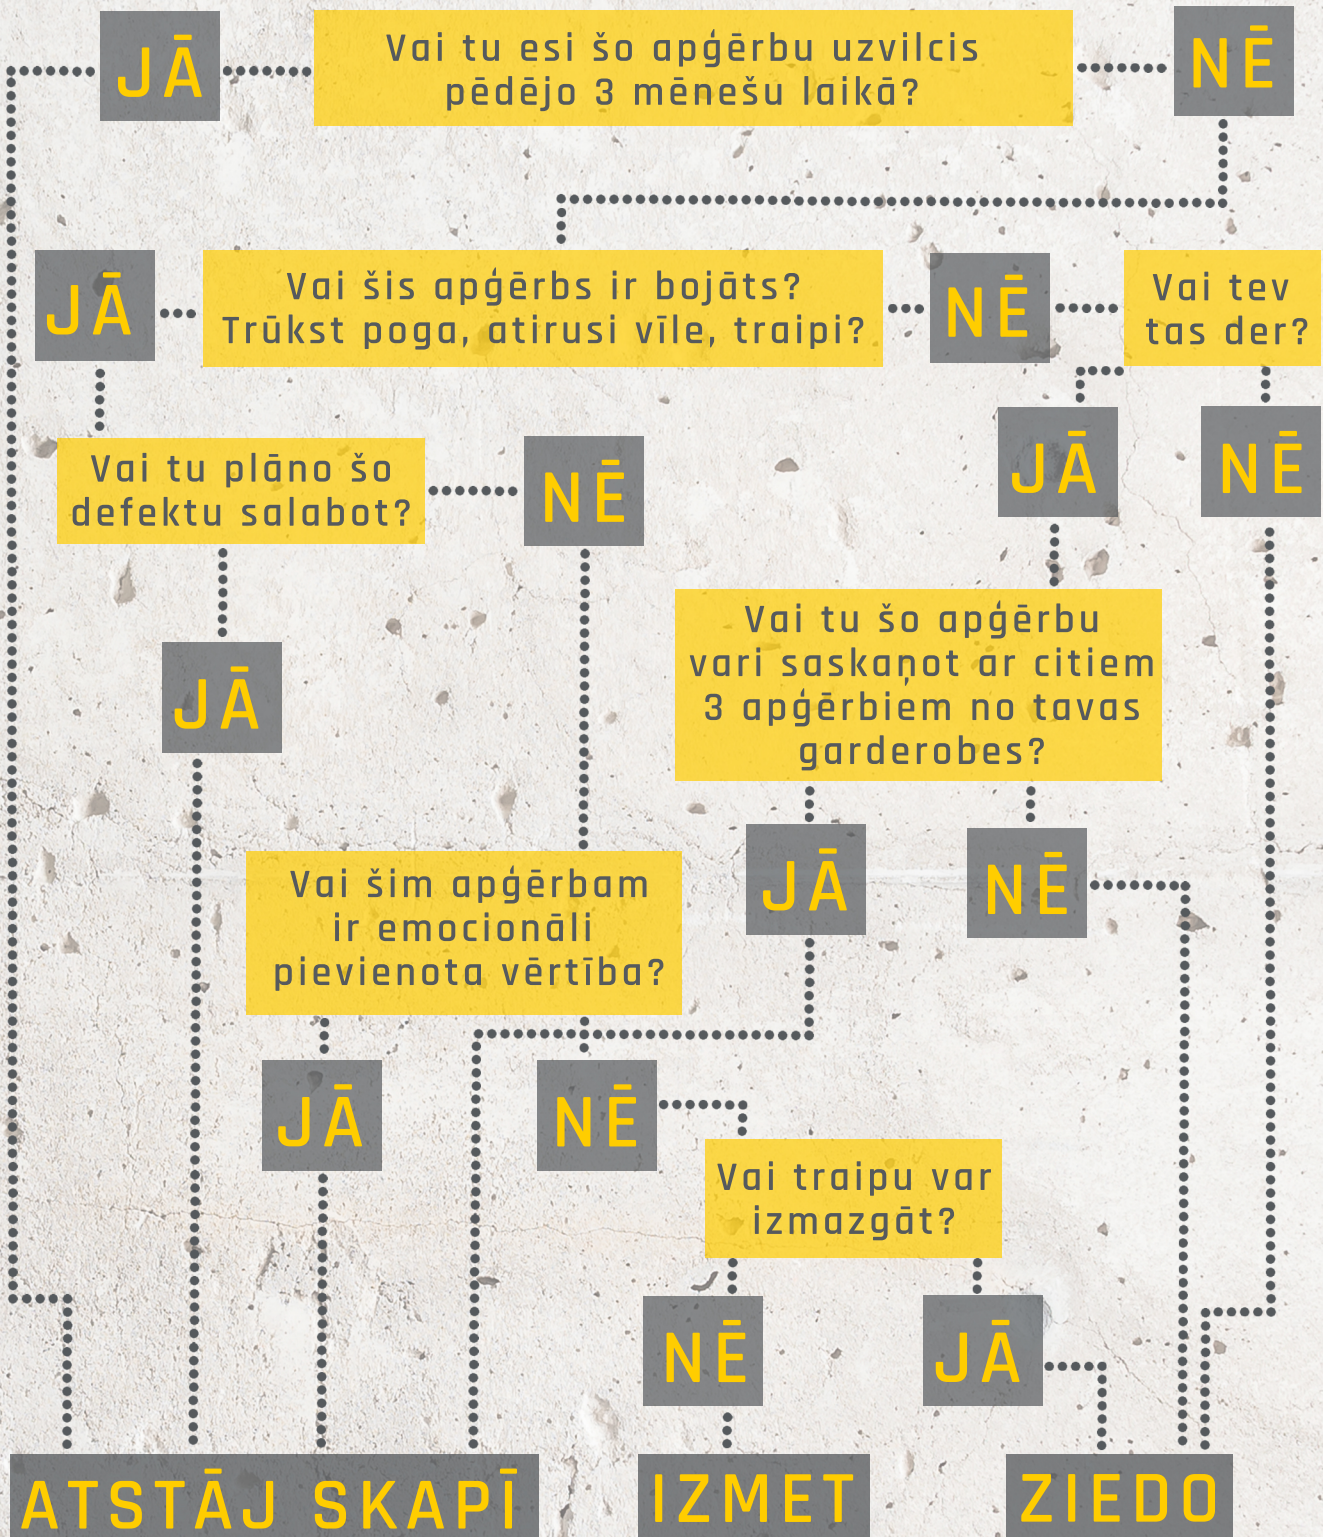 JĀ
Vai tu esi šo apģērbu uzvilcis
pēdējo 3 mēnešu laikā?
NĒ
JĀ
Vai šis apģērbs ir bojāts?
Trūkst poga, atirusi vīle, traipi?
NĒ
Vai tev
tas der?
Vai tu plāno šo
defektu salabot?
NĒ
JĀ
NĒ
JĀ
Vai tu šo apģērbu
vari saskaņot ar citiem
3 apģērbiem no tavas
garderobes?
JĀ
NĒ
Vai šim apģērbam
ir emocionāli
pievienota vērtība?
JĀ
NĒ
Vai traipu var
izmazgāt?
NĒ
JĀ
ATSTĀJ SKAPĪ
IZMET
ZIEDO